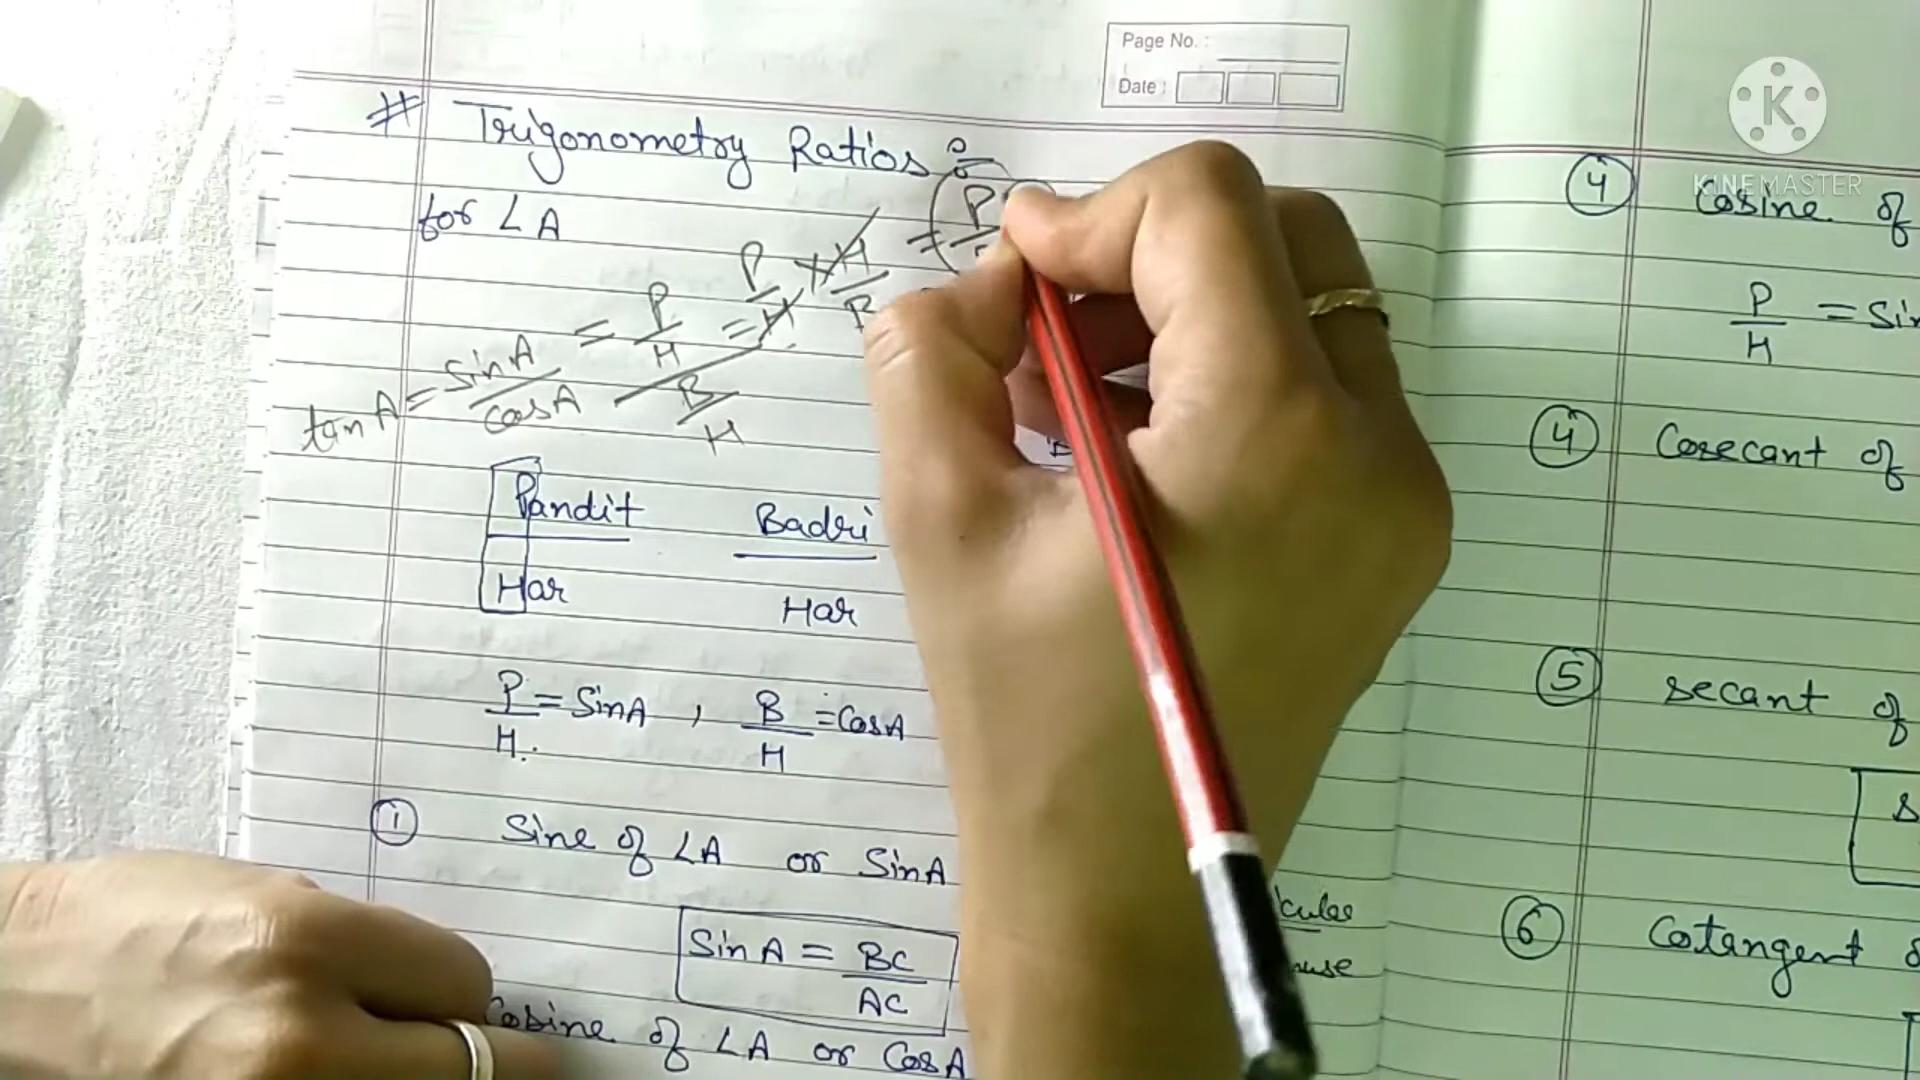 Page No. :
Date :
# Trigonometry Ratios :
for ∠A
tan A = sin A / cos A = P/H / B/H = P/H × H/B = P
Pandit Badri
Har Har
P/H. = Sin A , B/H = Cos A
(i) Sine of ∠A or Sin A
Sin A = BC/AC
Cosine of ∠A or Cos A
(4) Cosine of
P/H = Sin
(4) Cosecant of
(5) Secant of
S
(6) Cotangent
KINEMASTER